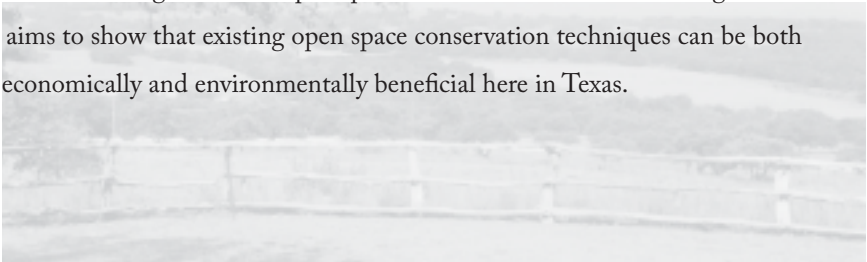 aims to show that existing open space conservation techniques can be both
economically and environmentally beneficial here in Texas.